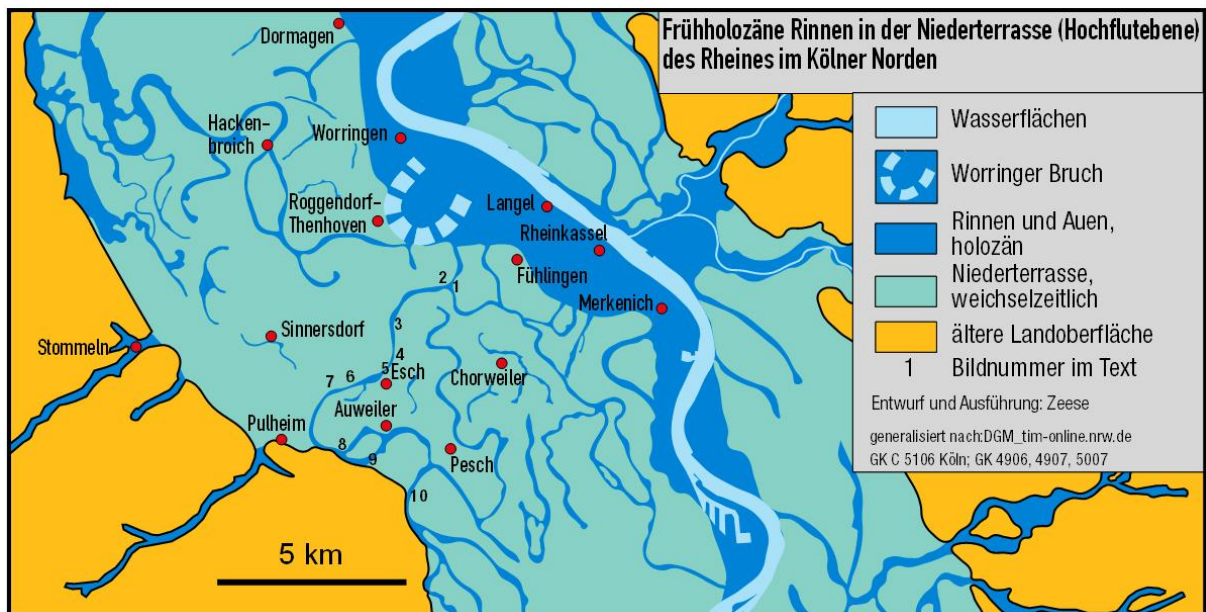 Frühholozäne Rinnen in der Niederterrasse (Hochflutebene)
des Rheines im Kölner Norden
Wasserflächen
Worringer Bruch
Rinnen und Auen,
holozän
Niederterrasse,
weichselzeitlich
ältere Landoberfläche
1 Bildnummer im Text
Entwurf und Ausführung: Zeese
generalisiert nach:DGM_tim-online.nrw.de
GK C 5106 Köln; GK 4906, 4907, 5007
Dormagen
Hacken-
broich
Worringen
Roggendorf-
Thenhoven
Langel
Rheinkassel
Fühlingen
Merkenich
2 1
3
Sinnersdorf
Stommeln
4
5
Esch
Chorweiler
7 6
Auweiler
Pulheim
8
9
Pesch
10
5 km